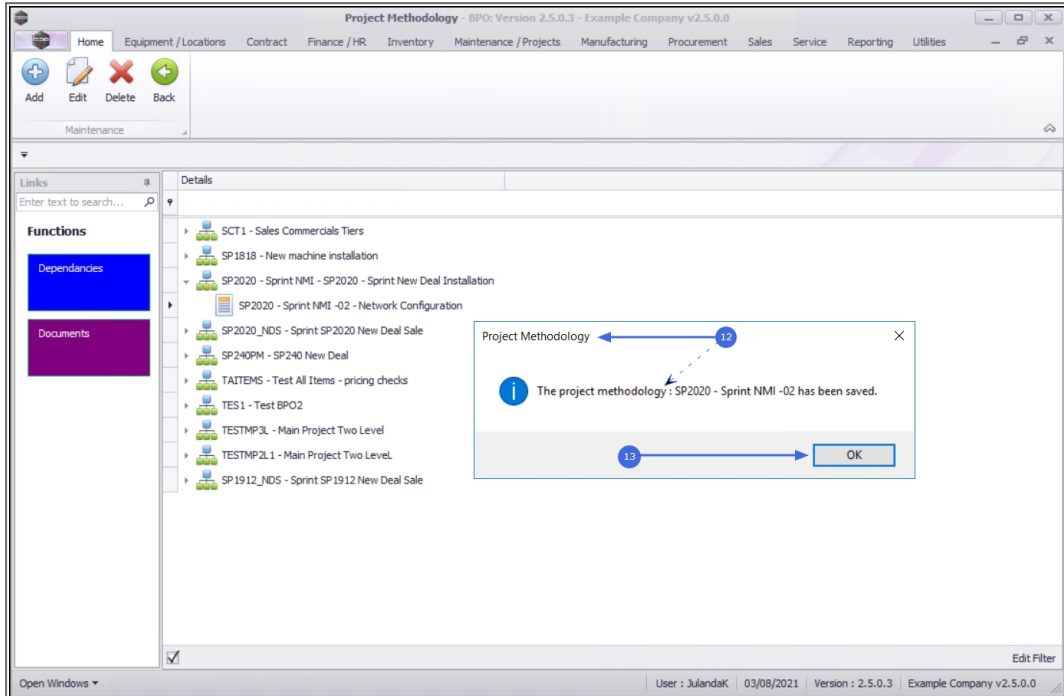 Project Methodology - BPO: Version 2.5.0.3 - Example Company v2.5.0.0
Home Equipment / Locations Contract Finance / HR Inventory Maintenance / Projects Manufacturing Procurement Sales Service Reporting Utilities
Add Edit Delete Back
Maintenance
Links
Enter text to search...
Functions
Dependancies
Documents
Details
SCT1 - Sales Commercials Tiers
SP1818 - New machine installation
SP2020 - Sprint NMI - SP2020 - Sprint New Deal Installation
SP2020 - Sprint NMI -02 - Network Configuration
SP2020_NDS - Sprint SP2020 New Deal Sale
SP240PM - SP240 New Deal
TAITEMS - Test All Items - pricing checks
TES1 - Test BPO2
TESTMP3L - Main Project Two Level
TESTMP2L1 - Main Project Two LeveL
SP1912_NDS - Sprint SP1912 New Deal Sale
Project Methodology
12
The project methodology : SP2020 - Sprint NMI -02 has been saved.
13
OK
Edit Filter
Open Windows
User : JulandaK 03/08/2021 Version : 2.5.0.3 Example Company v2.5.0.0